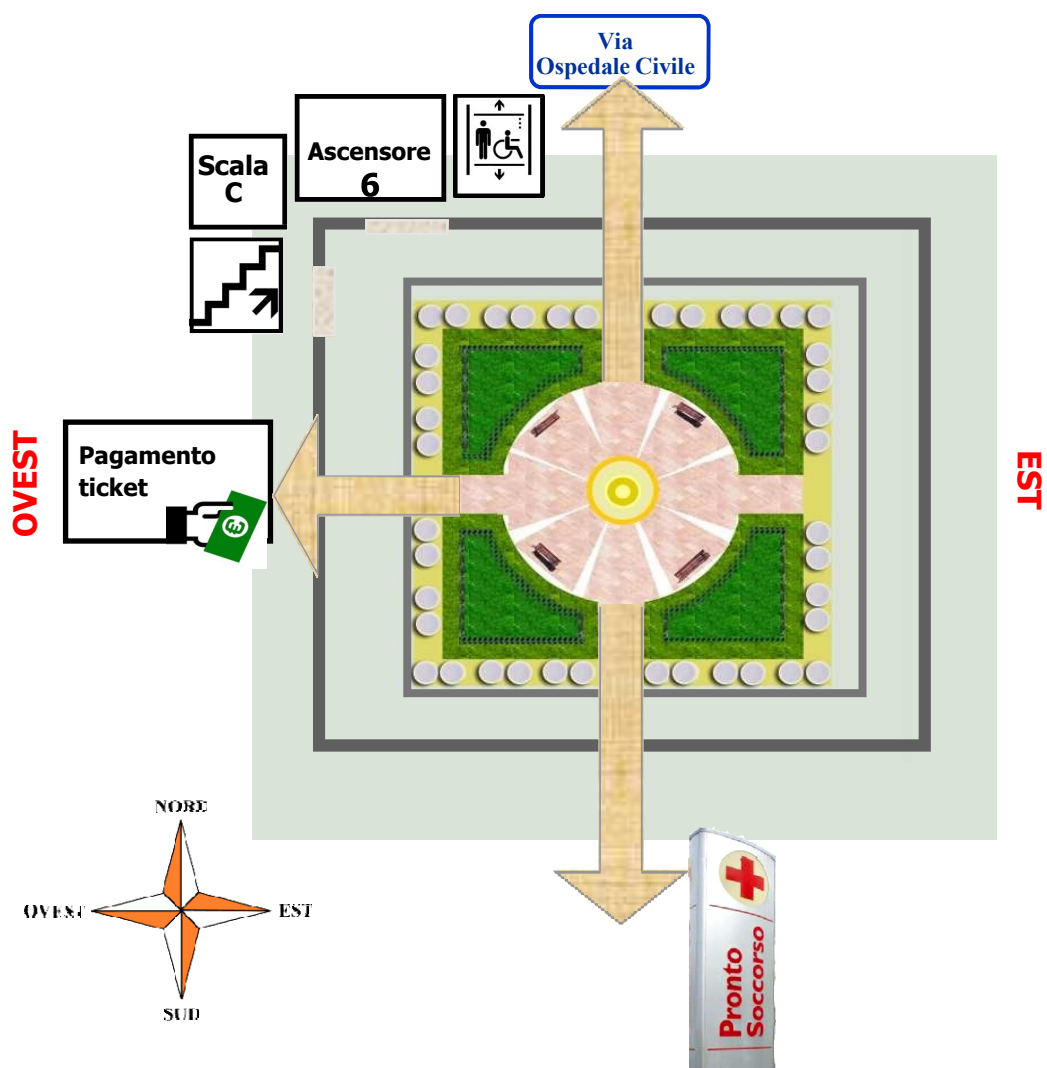 Via
Ospedale Civile
Ascensore
6
Scala
C
Pagamento
ticket
OVEST
EST
NORD
OVEST
EST
SUD
Pronto
Soccorso